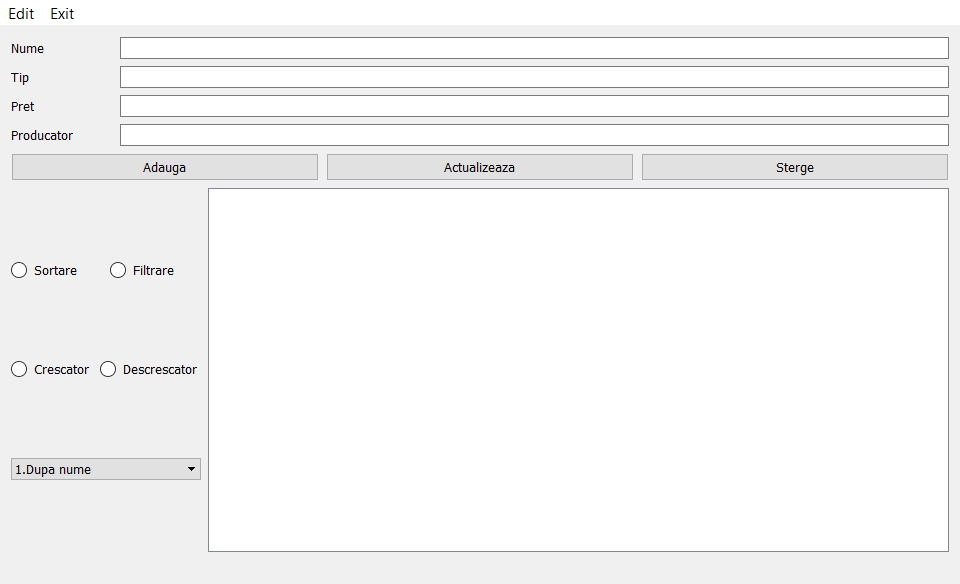 Edit Exit
Nume
Tip
Pret
Producator
Adauga Actualizeaza Sterge
Sortare Filtrare
Crescator Descrescator
1.Dupa nume